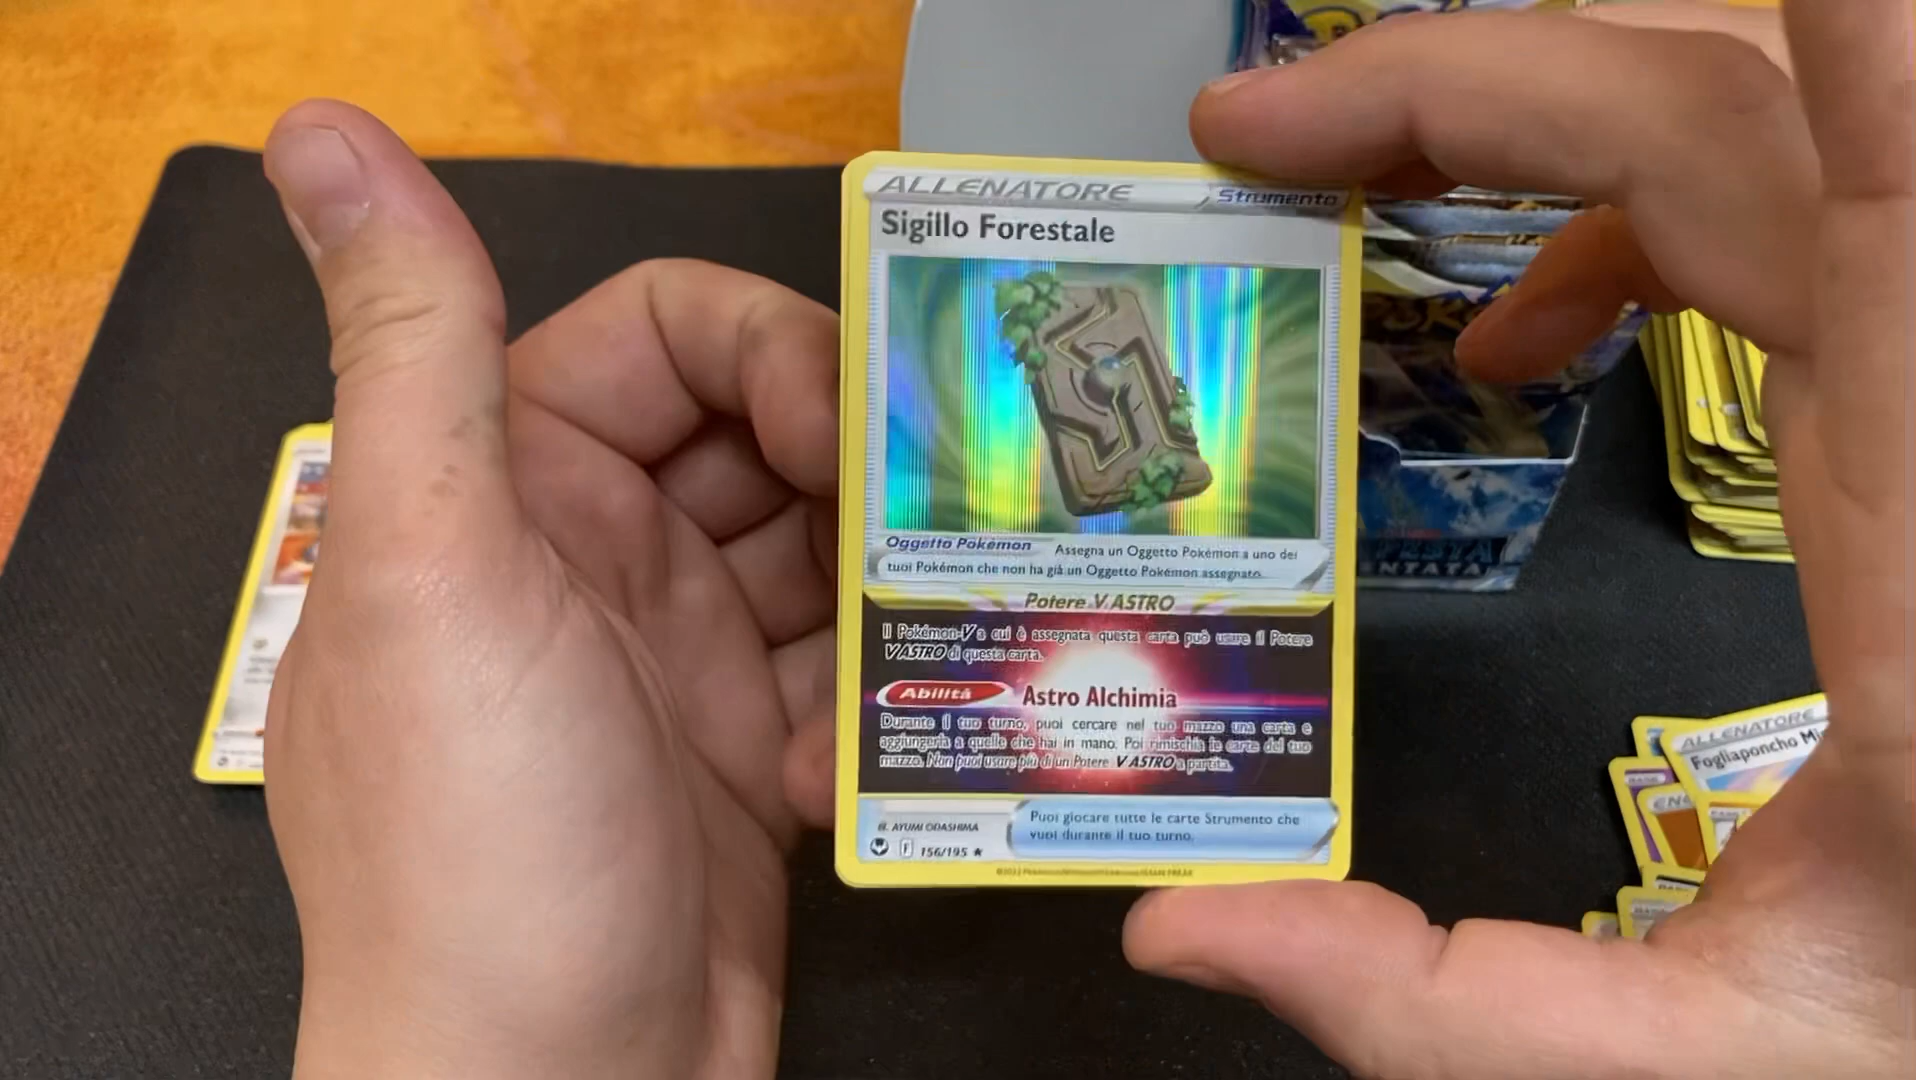 ALLENATORE
Strumento
Sigillo Forestale
Oggetto Pokémon Assegna un Oggetto Pokémon a uno dei
tuoi Pokémon che non ha già un Oggetto Pokémon assegnato.
Potere V ASTRO
Il Pokémon-V a cui è assegnata questa carta può usare il Potere
V ASTRO di questa carta.
Abilità Astro Alchimia
Durante il tuo turno, puoi cercare nel tuo mazzo una carta e
aggiungerla a quelle che hai in mano. Poi rimischia le carte del tuo
mazzo. Non puoi usare più di un Potere V ASTRO a partita.
Puoi giocare tutte le carte Strumento che
vuoi durante il tuo turno.
Ill. AYUMI ODASHIMA
F 156/195
ALLENATORE
Fogliaponcho